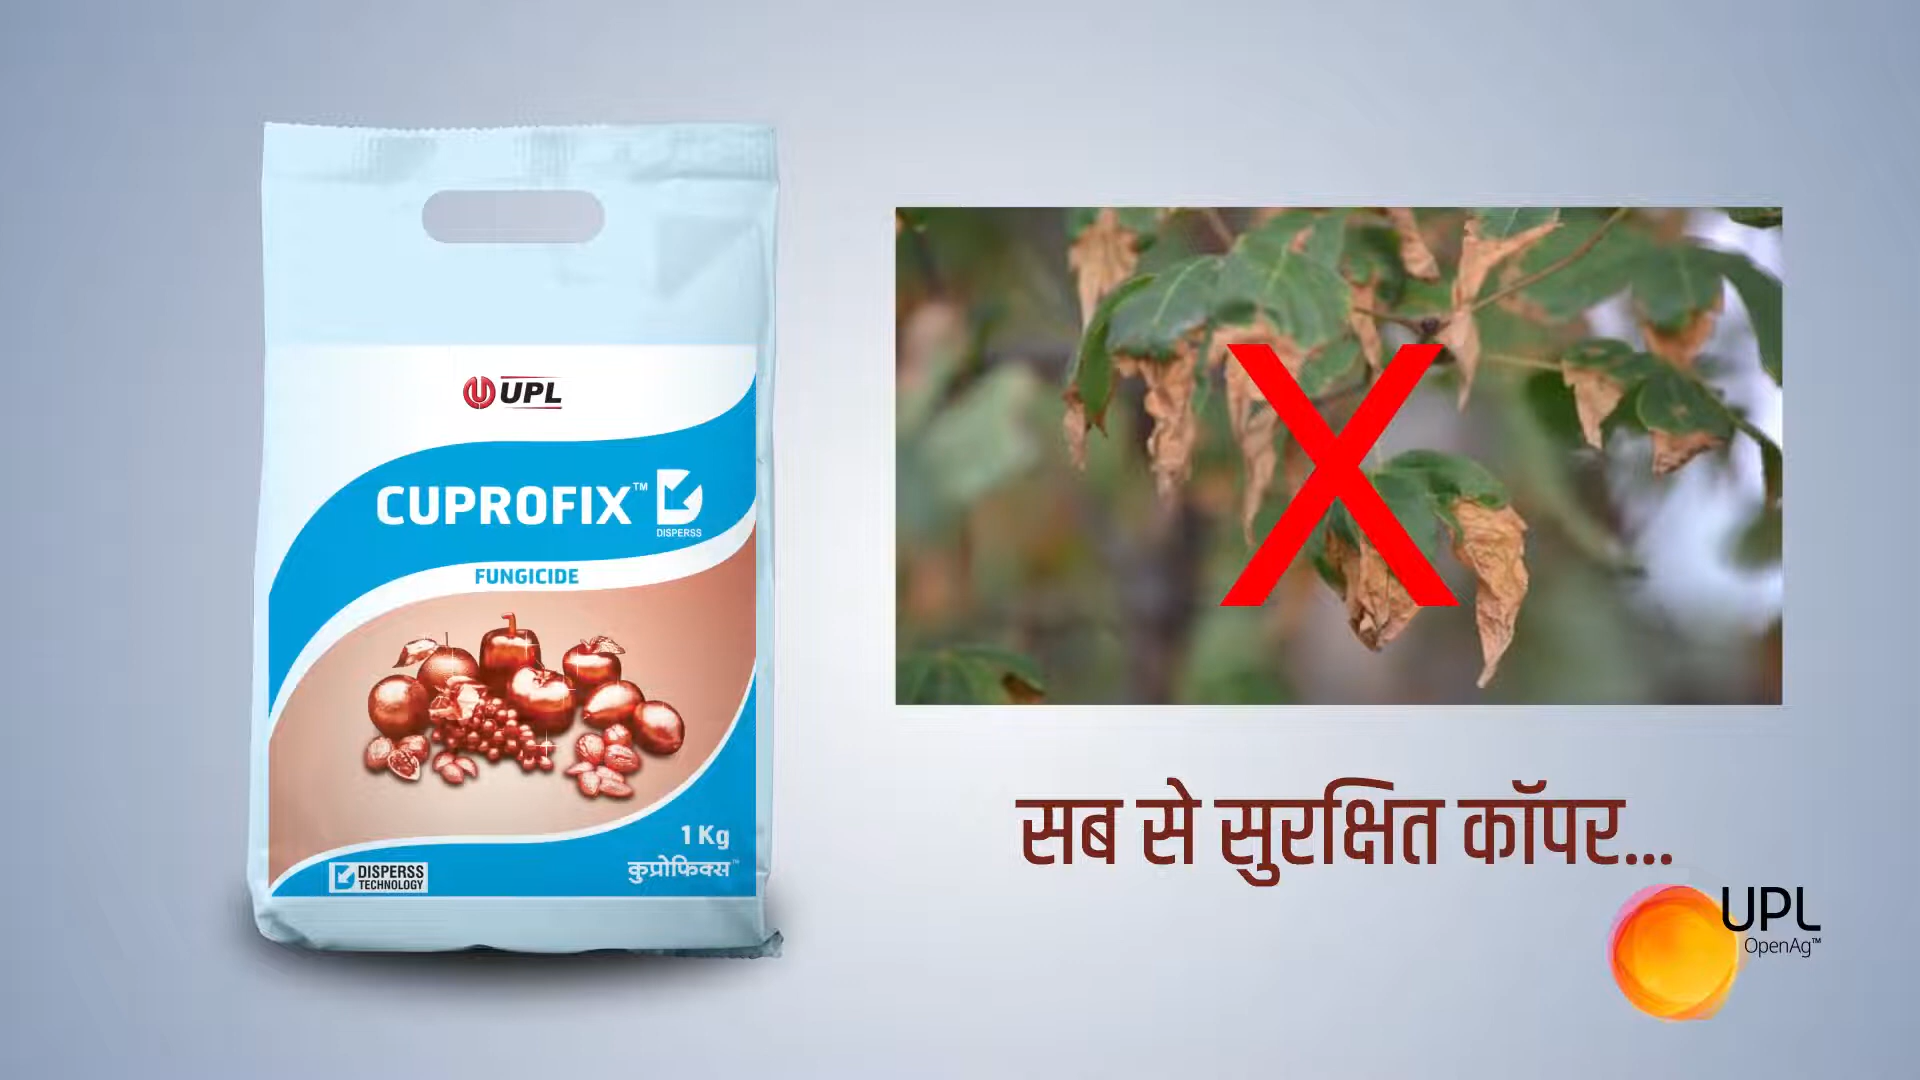 UPL
CUPROFIX™
DISPERSS
FUNGICIDE
1 Kg
कुप्रोफिक्स™
DISPERSS
TECHNOLOGY
X
सब से सुरक्षित कॉपर...
UPL
OpenAg™